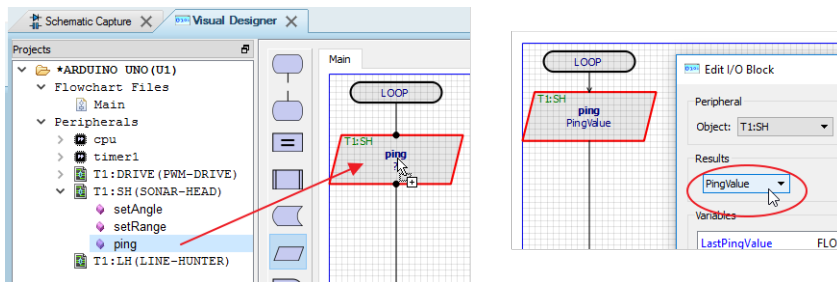 Schematic Capture
Visual Designer
Projects
*ARDUINO UNO(U1)
Flowchart Files
Main
Peripherals
cpu
timer1
T1:DRIVE(PWM-DRIVE)
T1:SH(SONAR-HEAD)
setAngle
setRange
ping
T1:LH(LINE-HUNTER)
Main
LOOP
T1:SH
ping
LOOP
T1:SH
ping
PingValue
Edit I/O Block
Peripheral
Object: T1:SH
Results
PingValue
Variables
LastPingValue FLO